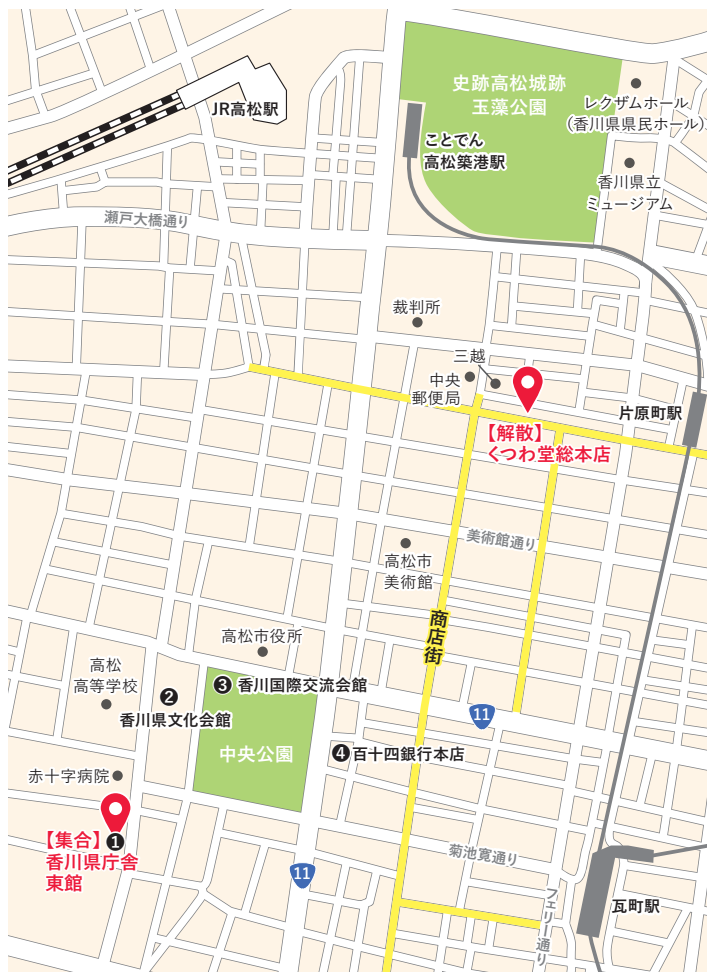 史跡高松城跡
玉藻公園
レクザムホール
(香川県県民ホール)
JR高松駅
ことでん
高松築港駅
香川県立
ミュージアム
瀬戸大橋通り
裁判所
三越
中央
郵便局
片原町駅
【解散】
くつわ堂総本店
美術館通り
高松市
美術館
商店街
高松市役所
高松
高等学校
❸ 香川国際交流会館
❷
香川県文化会館
11
中央公園
❹ 百十四銀行本店
赤十字病院
【集合】❶
香川県庁舎
東館
菊池寛通り
11
フェリー通り
瓦町駅